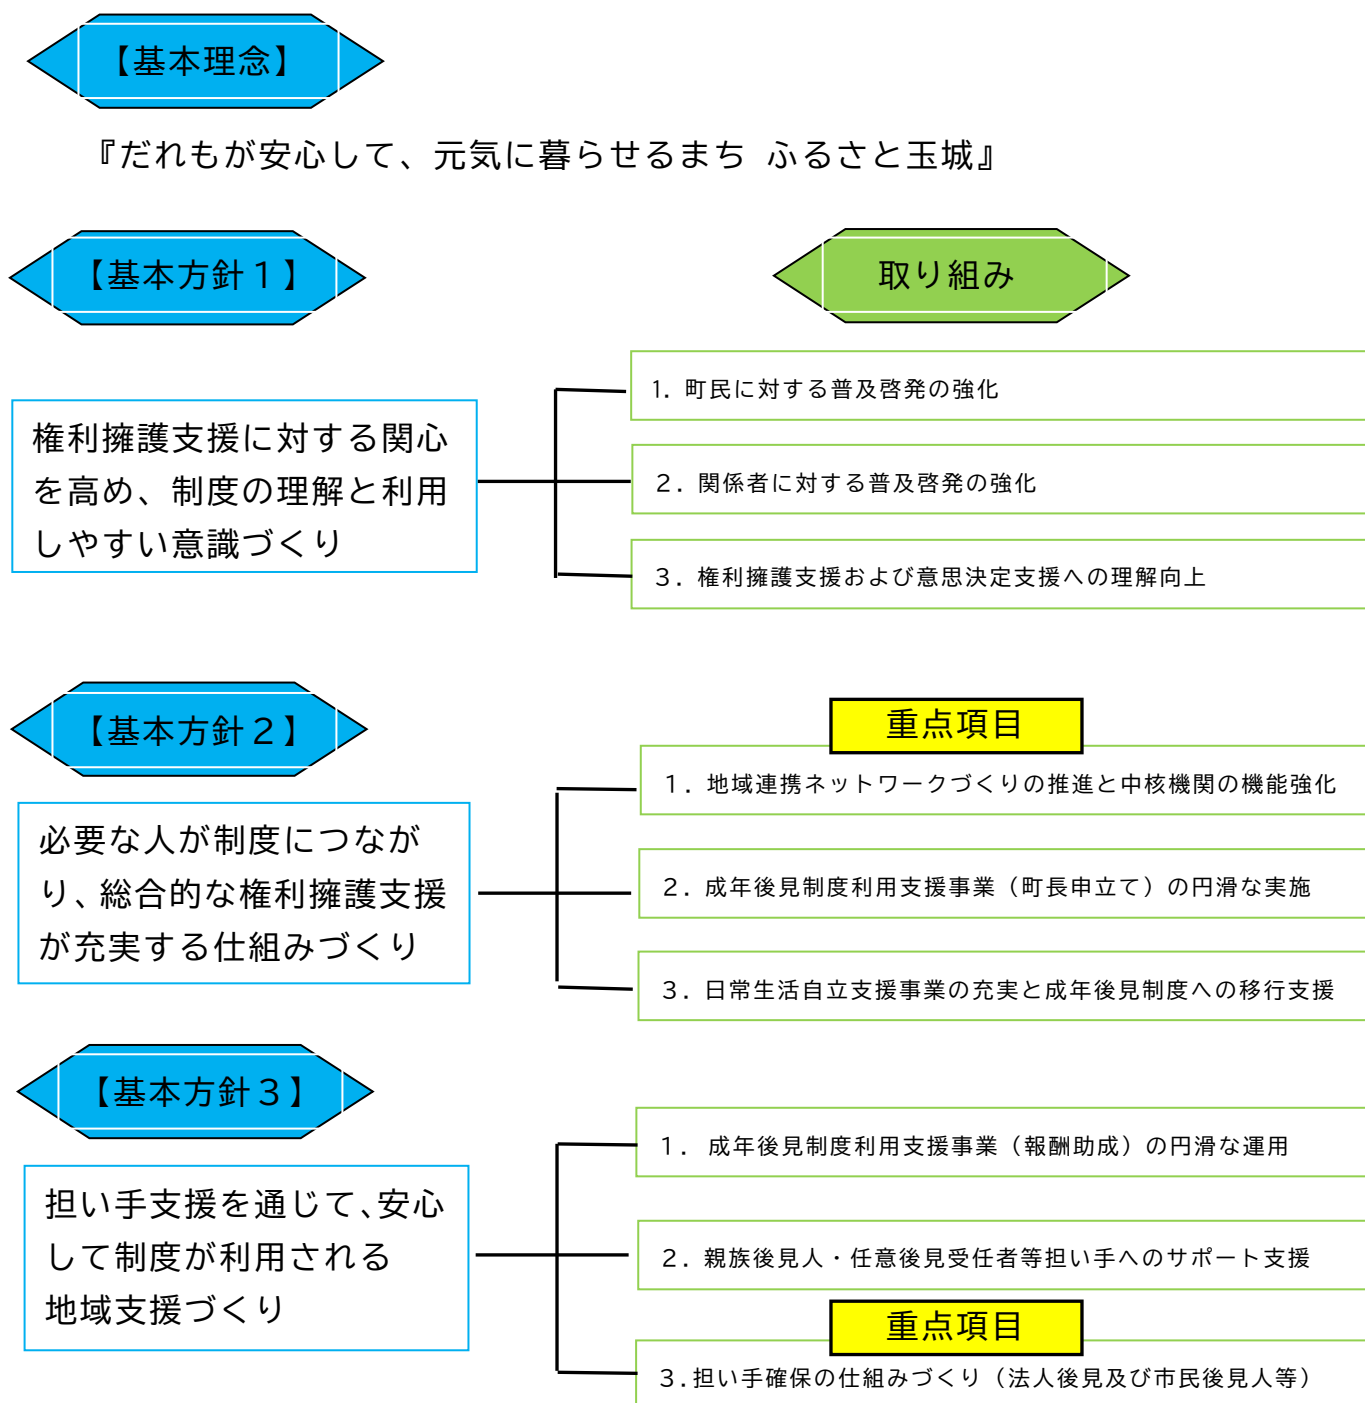 【基本理念】
『だれもが安心して、元気に暮らせるまち ふるさと玉城』
【基本方針１】
取り組み
権利擁護支援に対する関心
を高め、制度の理解と利用
しやすい意識づくり
1. 町民に対する普及啓発の強化
２. 関係者に対する普及啓発の強化
３. 権利擁護支援および意思決定支援への理解向上
【基本方針２】
重点項目
必要な人が制度につなが
り、総合的な権利擁護支援
が充実する仕組みづくり
１. 地域連携ネットワークづくりの推進と中核機関の機能強化
２. 成年後見制度利用支援事業（町長申立て）の円滑な実施
３. 日常生活自立支援事業の充実と成年後見制度への移行支援
【基本方針３】
担い手支援を通じて、安心
して制度が利用される
地域支援づくり
１. 成年後見制度利用支援事業（報酬助成）の円滑な運用
２. 親族後見人・任意後見受任者等担い手へのサポート支援
重点項目
３.担い手確保の仕組みづくり（法人後見及び市民後見人等）